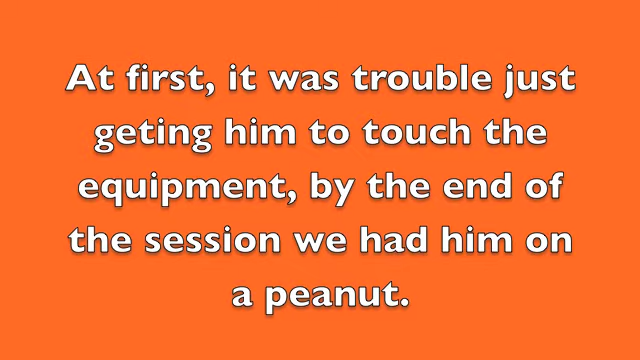 At first, it was trouble just
geting him to touch the
equipment, by the end of
the session we had him on
a peanut.